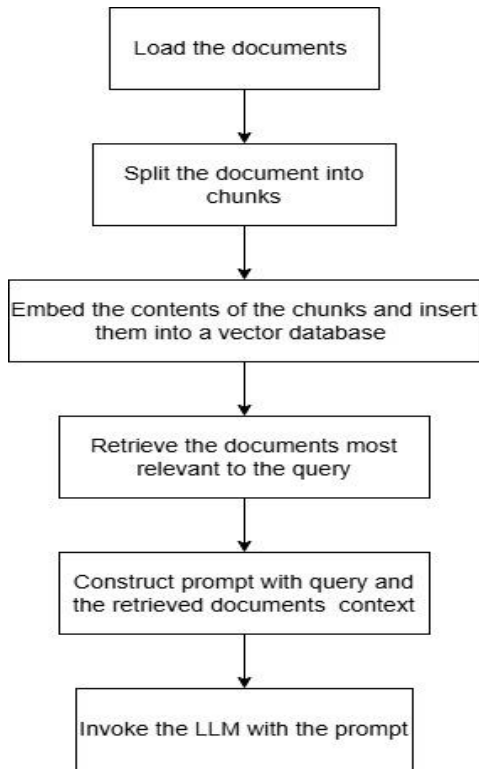 Load the documents
Split the document into
chunks
Embed the contents of the chunks and insert
them into a vector database
Retrieve the documents most
relevant to the query
Construct prompt with query and
the retrieved documents context
Invoke the LLM with the prompt